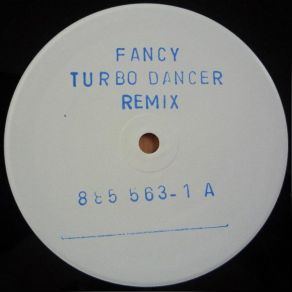 FANCY
TURBO DANCER
REMIX
885 563-1 A